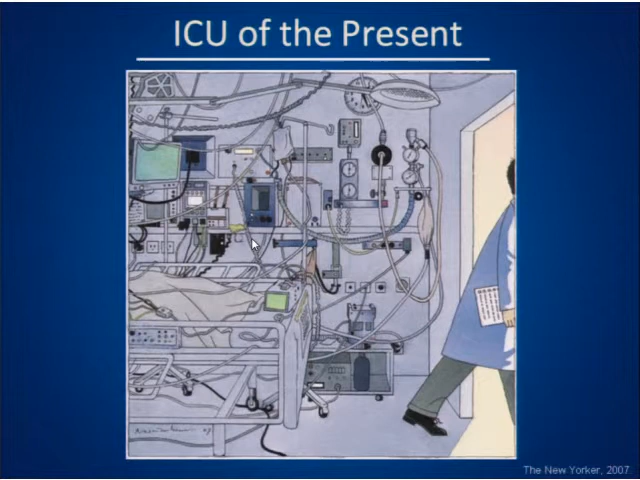 ICU of the Present
The New Yorker, 2007